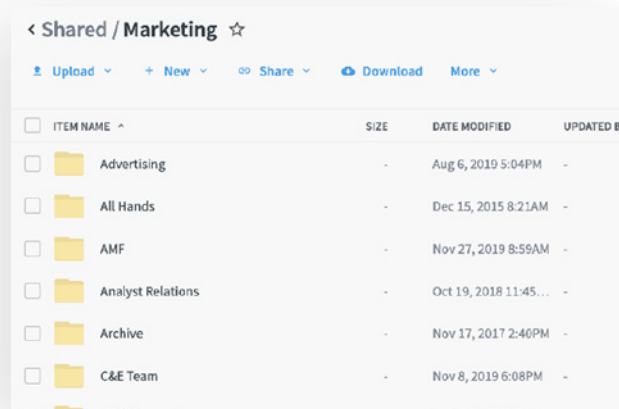 Shared / Marketing
Upload New Share Download More
ITEM NAME SIZE DATE MODIFIED UPDATED B
Advertising - Aug 6, 2019 5:04PM -
All Hands - Dec 15, 2015 8:21AM -
AMF - Nov 27, 2019 8:59AM -
Analyst Relations - Oct 19, 2018 11:45... -
Archive - Nov 17, 2017 2:40PM -
C&E Team - Nov 8, 2019 6:08PM -